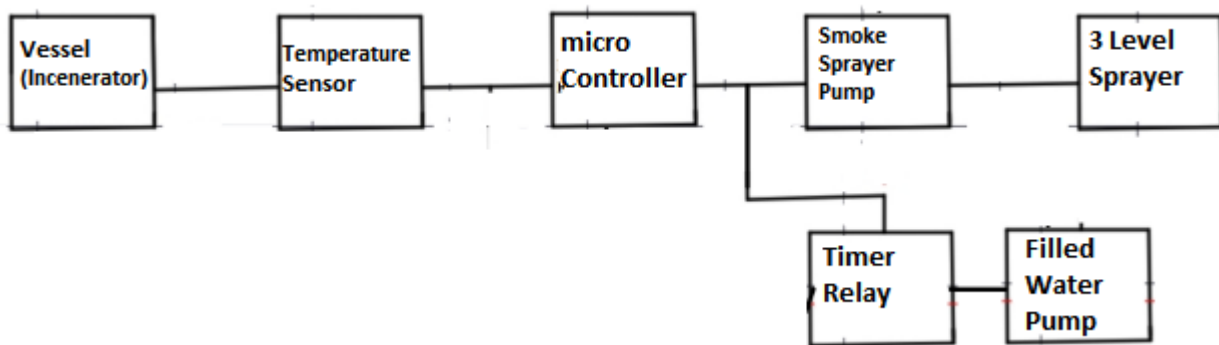 Vessel
(Incenerator)
Temperature
Sensor
micro
Controller
Smoke
Sprayer
Pump
3 Level
Sprayer
Timer
Relay
Filled
Water
Pump